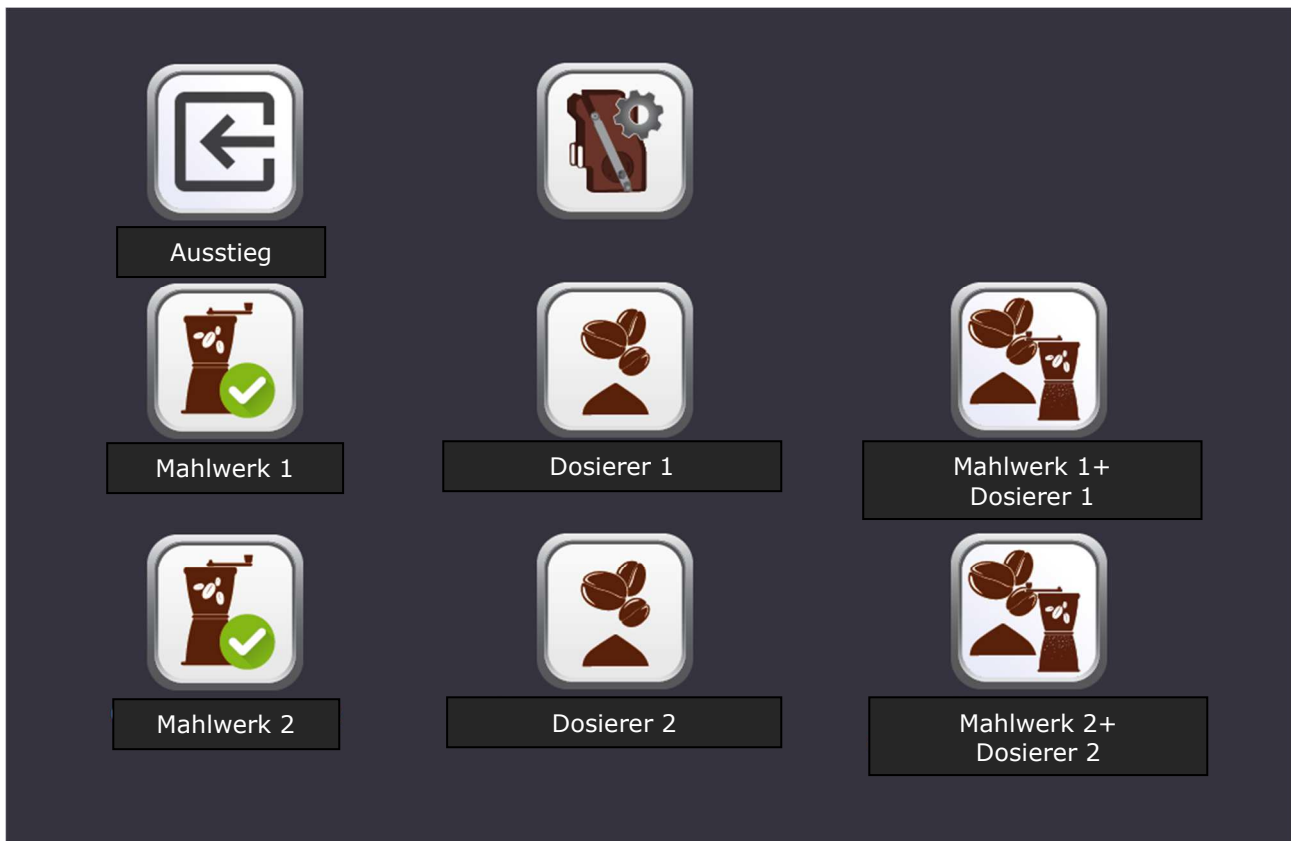 Ausstieg
Mahlwerk 1
Dosierer 1
Mahlwerk 1+
Dosierer 1
Mahlwerk 2
Dosierer 2
Mahlwerk 2+
Dosierer 2